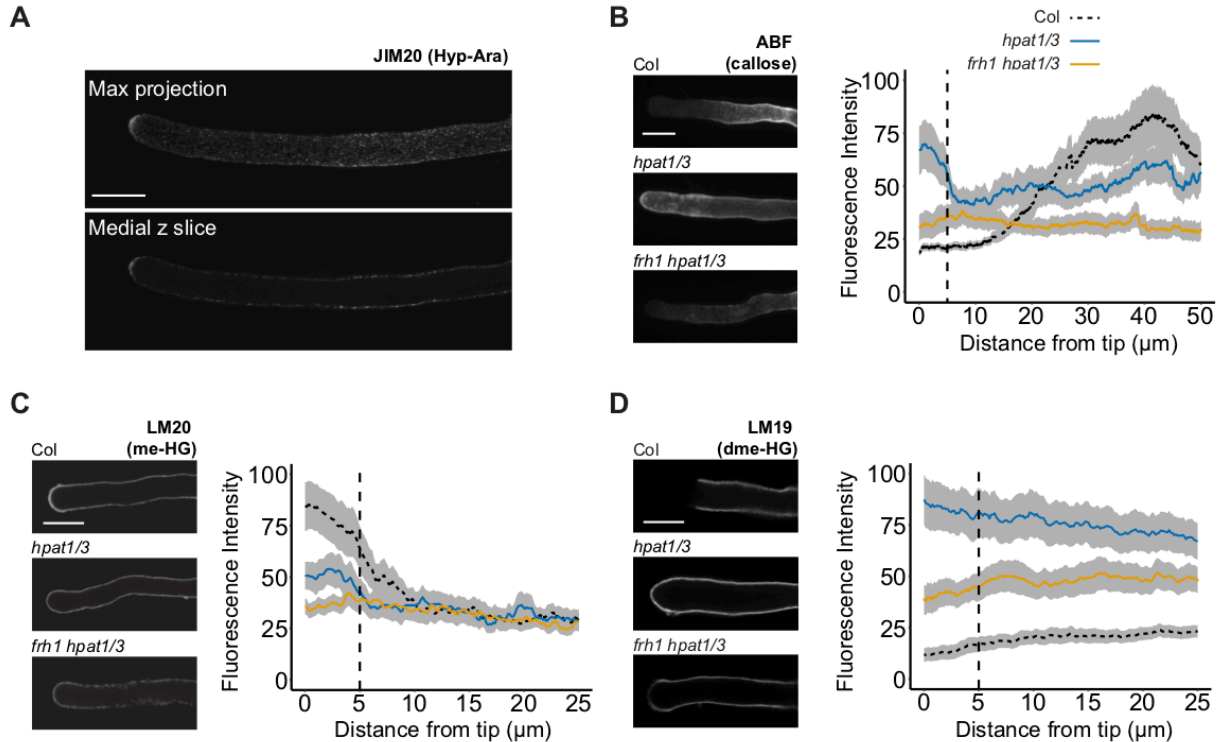 A
JIM20 (Hyp-Ara)
Max projection
Medial z slice
B
Col
ABF
(callose)
hpat1/3
frh1 hpat1/3
Col
hpat1/3
frh1 hpat1/3
Fluorescence Intensity
100
75
50
25
0
0 10 20 30 40 50
Distance from tip (µm)
C
Col
LM20
(me-HG)
hpat1/3
frh1 hpat1/3
Fluorescence Intensity
100
75
50
25
0
0 5 10 15 20 25
Distance from tip (µm)
D
Col
LM19
(dme-HG)
hpat1/3
frh1 hpat1/3
Fluorescence Intensity
100
75
50
25
0
0 5 10 15 20 25
Distance from tip (µm)